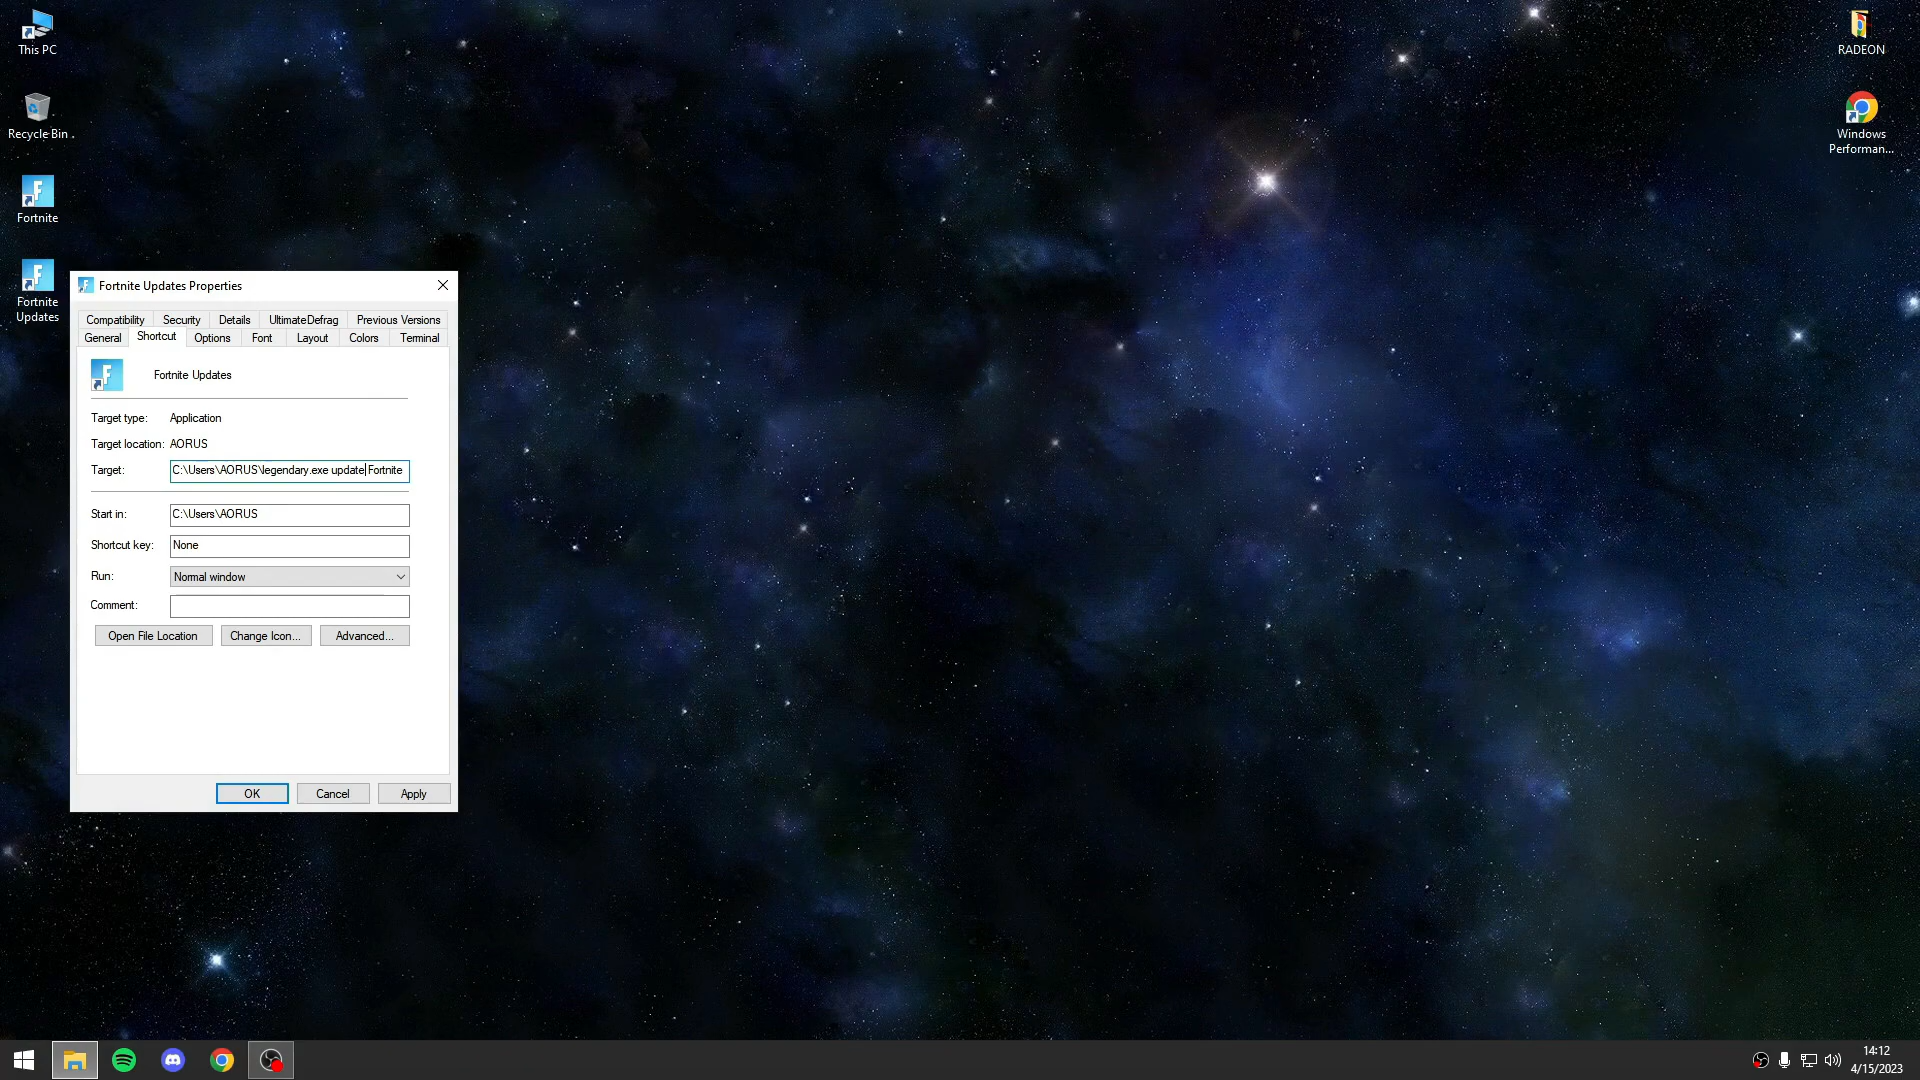 This PC
Recycle Bin .
Fortnite
Fortnite
Updates
RADEON
Windows
Performan...
Fortnite Updates Properties
Compatibility Security Details UltimateDefrag Previous Versions
General Shortcut Options Font Layout Colors Terminal
Fortnite Updates
Target type: Application
Target location: AORUS
Target: C:\Users\AORUS\legendary.exe update Fortnite
Start in: C:\Users\AORUS
Shortcut key: None
Run: Normal window
Comment:
Open File Location Change Icon... Advanced...
OK Cancel Apply
14:12
4/15/2023